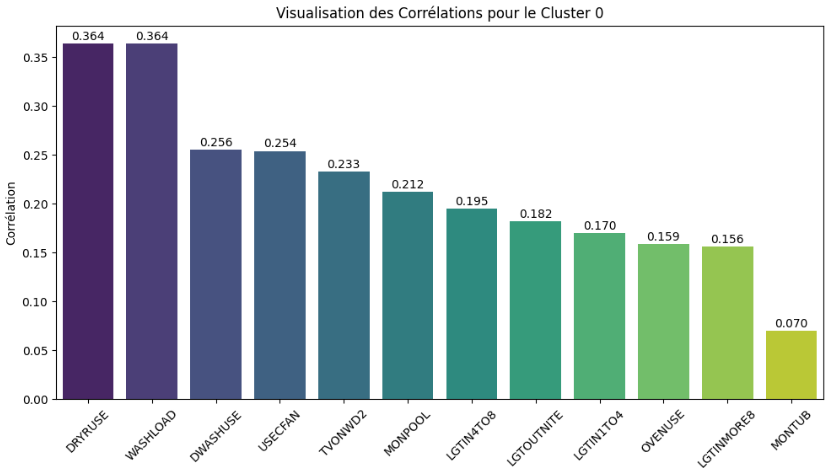 Visualisation des Corrélations pour le Cluster 0
Corrélation
0.35
0.30
0.25
0.20
0.15
0.10
0.05
0.00
0.364
0.364
0.256
0.254
0.233
0.212
0.195
0.182
0.170
0.159
0.156
0.070
DRYRUSE
WASHLOAD
DWASHUSE
USECFAN
TVONWD2
MONPOOL
LGTIN4TO8
LGTOUTNITE
LGTIN1TO4
OVENUSE
LGTINMORE8
MONTUB